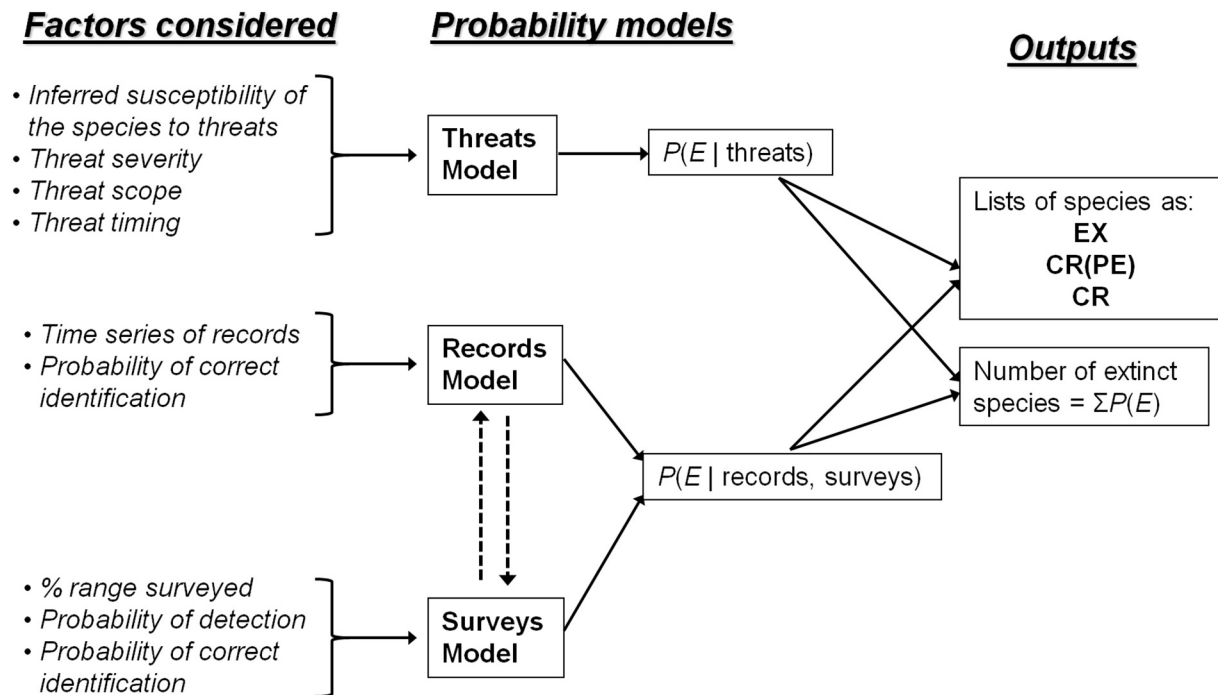 Factors considered
Probability models
Outputs
• Inferred susceptibility of
the species to threats
• Threat severity
• Threat scope
• Threat timing
Threats
Model
P(E | threats)
Lists of species as:
EX
CR(PE)
CR
• Time series of records
• Probability of correct
identification
Records
Model
Number of extinct
species = ΣP(E)
P(E | records, surveys)
• % range surveyed
• Probability of detection
• Probability of correct
identification
Surveys
Model